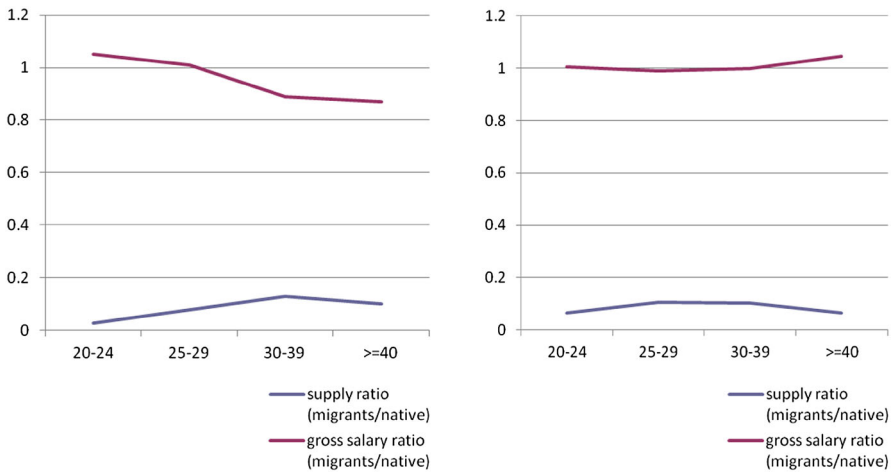 1.2
1
0.8
0.6
0.4
0.2
0
20-24 25-29 30-39 >=40
supply ratio
(migrants/native)
gross salary ratio
(migrants/native)
1.2
1
0.8
0.6
0.4
0.2
0
20-24 25-29 30-39 >=40
supply ratio
(migrants/native)
gross salary ratio
(migrants/native)